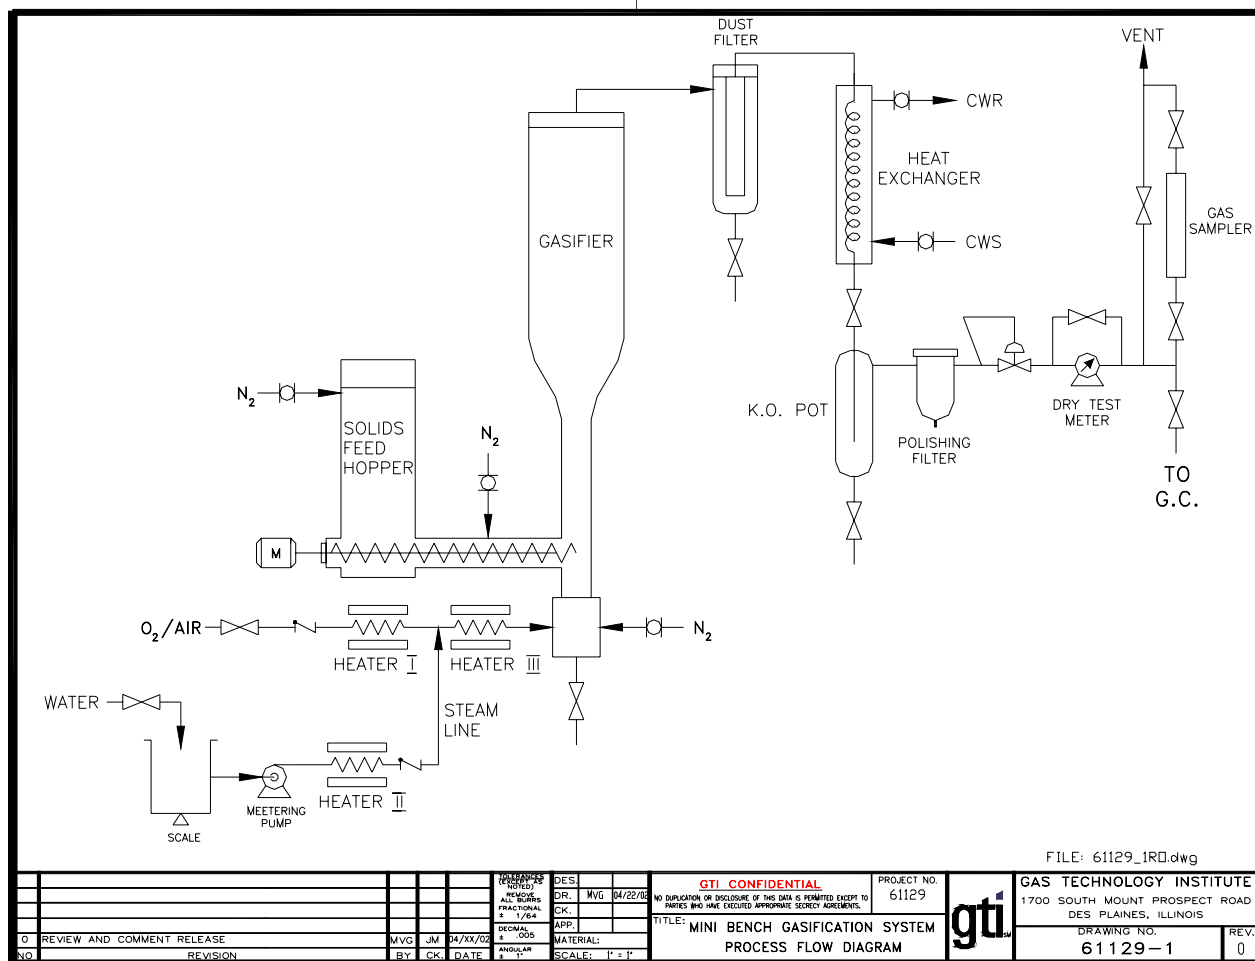 DUST
FILTER
VENT
CWR
HEAT
EXCHANGER
GAS
SAMPLER
GASIFIER
CWS
N2
K.O. POT
DRY TEST
METER
SOLIDS
FEED
HOPPER
N2
POLISHING
FILTER
TO
G.C.
M
O2/AIR
N2
HEATER I
HEATER III
WATER
STEAM
LINE
HEATER II
MEETERING
PUMP
SCALE
FILE: 61129_1R0.dwg
TOLERANCES
(EXCEPT AS
NOTED)
REMOVE
ALL BURRS
FRACTIONAL
± 1/64
DECIMAL
± .005
ANGULAR
± 1°
DES.
DR. MVG 04/22/02
CK.
APP.
MATERIAL:
SCALE: 1" = 1"
0 REVIEW AND COMMENT RELEASE MVG JM 04/XX/02
NO REVISION BY CK. DATE
GTI CONFIDENTIAL
NO DUPLICATION OR DISCLOSURE OF THIS DATA IS PERMITTED EXCEPT TO
PARTIES WHO HAVE EXECUTED APPROPRIATE SECRECY AGREEMENTS.
PROJECT NO.
61129
TITLE: MINI BENCH GASIFICATION SYSTEM
PROCESS FLOW DIAGRAM
gti SM
GAS TECHNOLOGY INSTITUTE
1700 SOUTH MOUNT PROSPECT ROAD
DES PLAINES, ILLINOIS
DRAWING NO.
61129-1
REV.
0